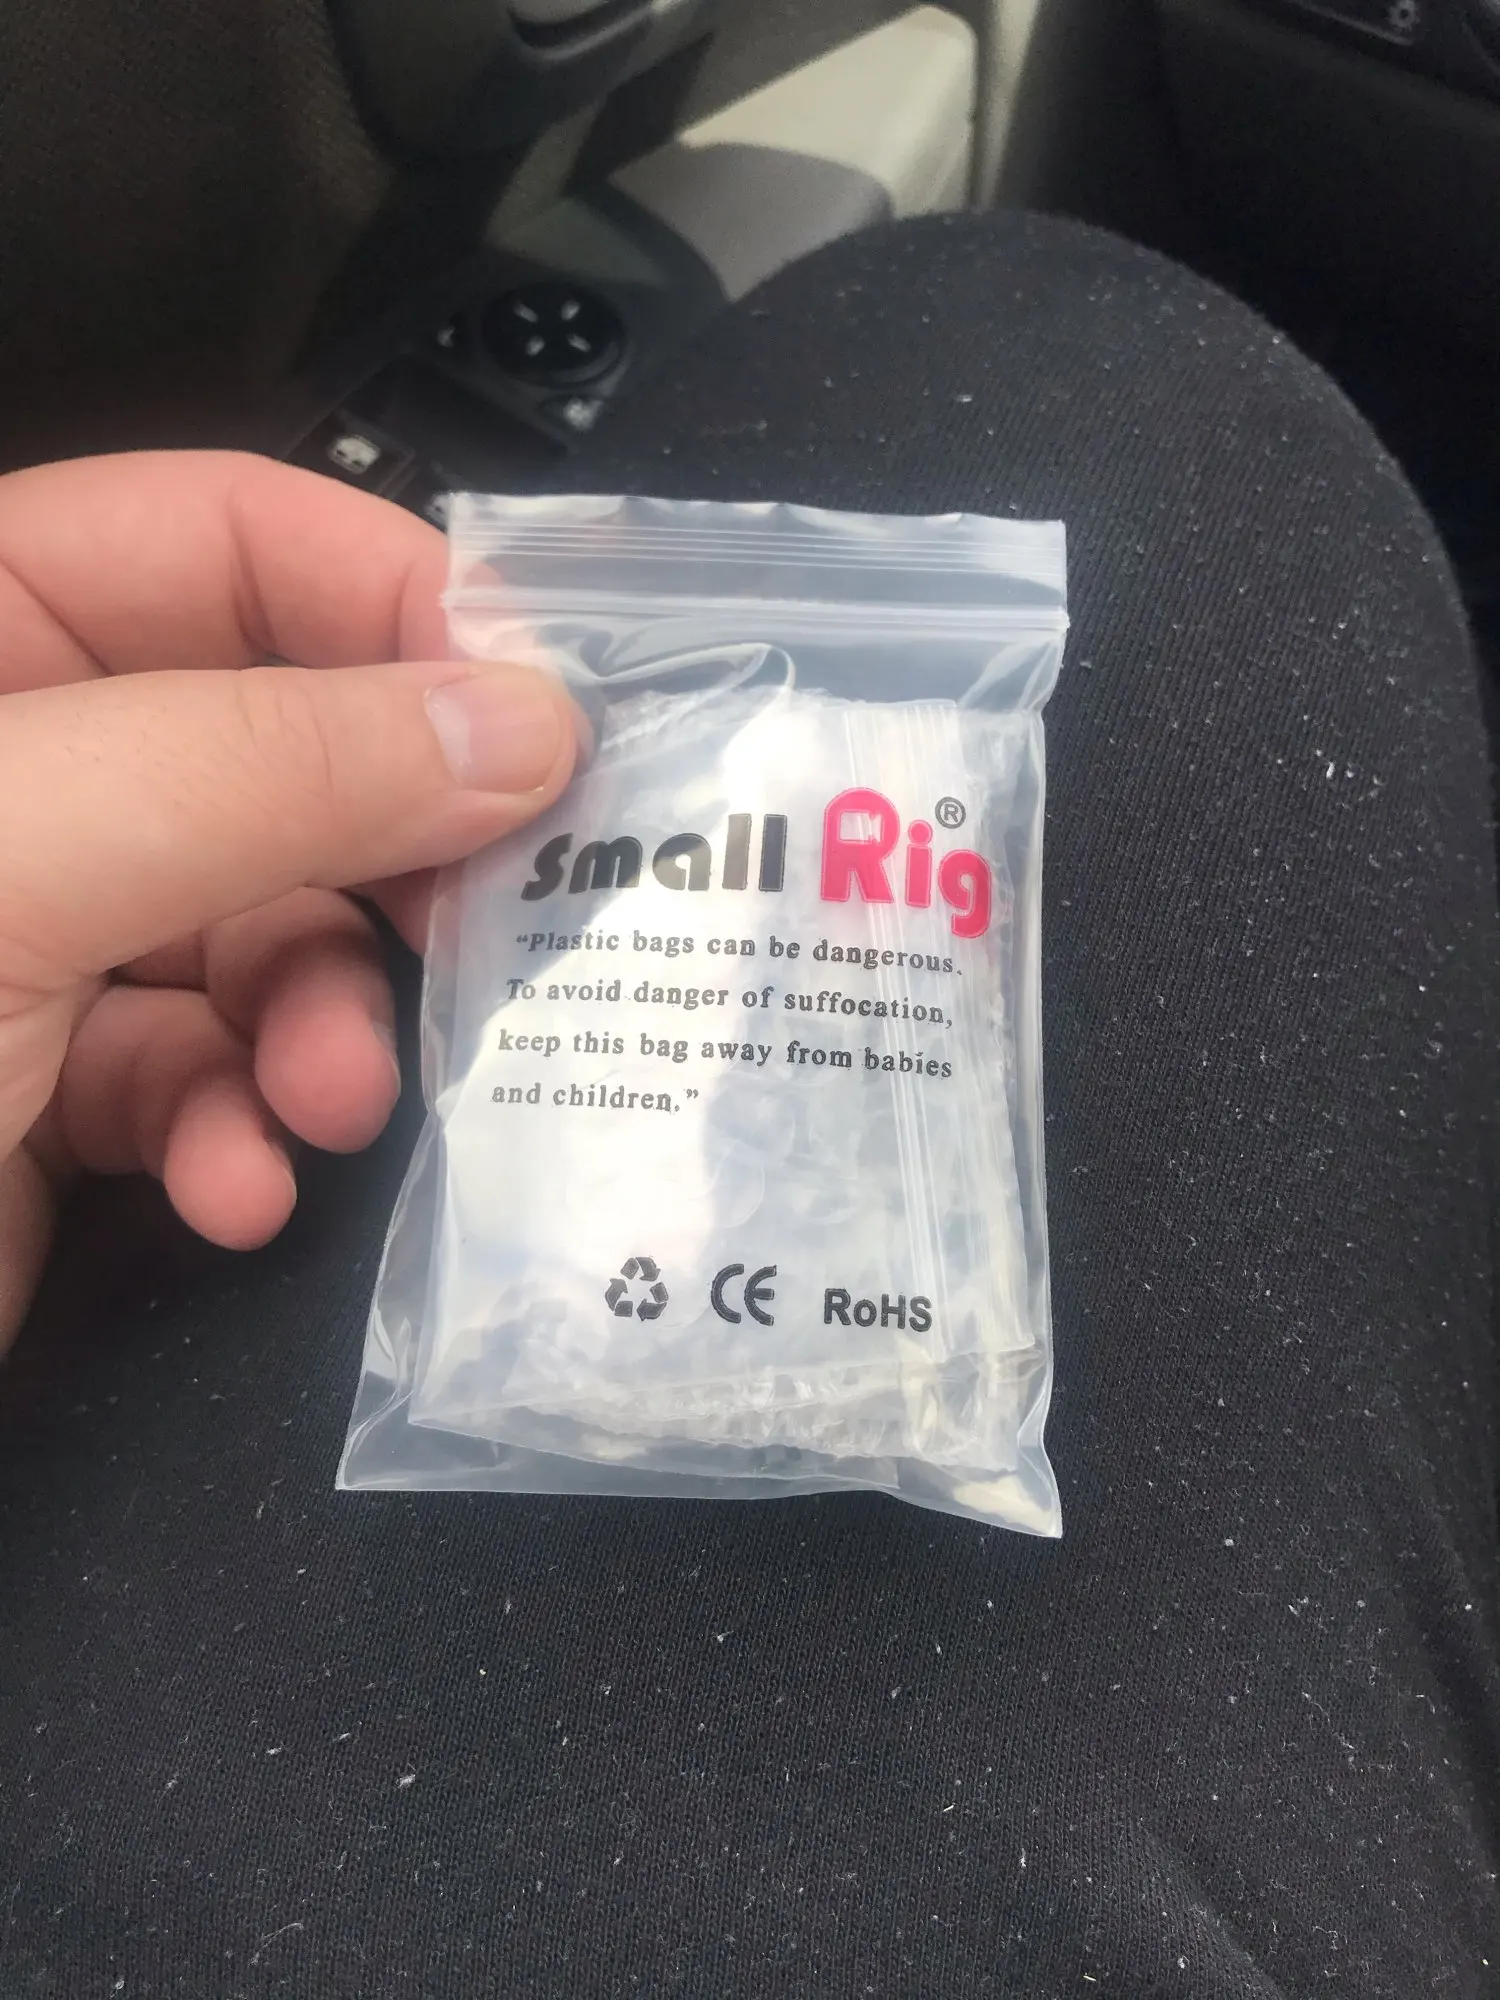 small Rig®
“Plastic bags can be dangerous.
To avoid danger of suffocation,
keep this bag away from babies
and children.”
CE RoHS